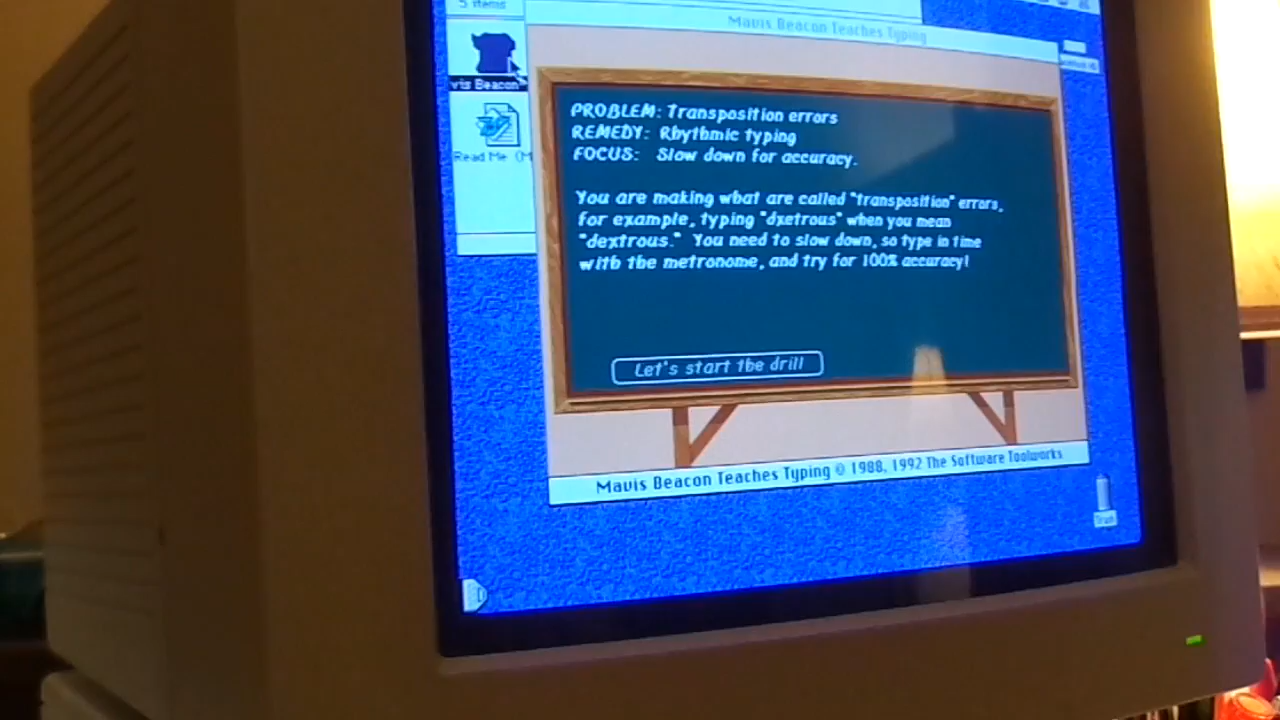 5 items
Mavis Beacon Teaches Typing
vis Beacon
Read Me (M
PROBLEM: Transposition errors
REMEDY: Rhythmic typing
FOCUS: Slow down for accuracy.
You are making what are called "transposition" errors,
for example, typing "dxetrous" when you mean
"dextrous." You need to slow down, so type in time
with the metronome, and try for 100% accuracy!
Let's start the drill
Mavis Beacon Teaches Typing © 1988, 1992 The Software Toolworks